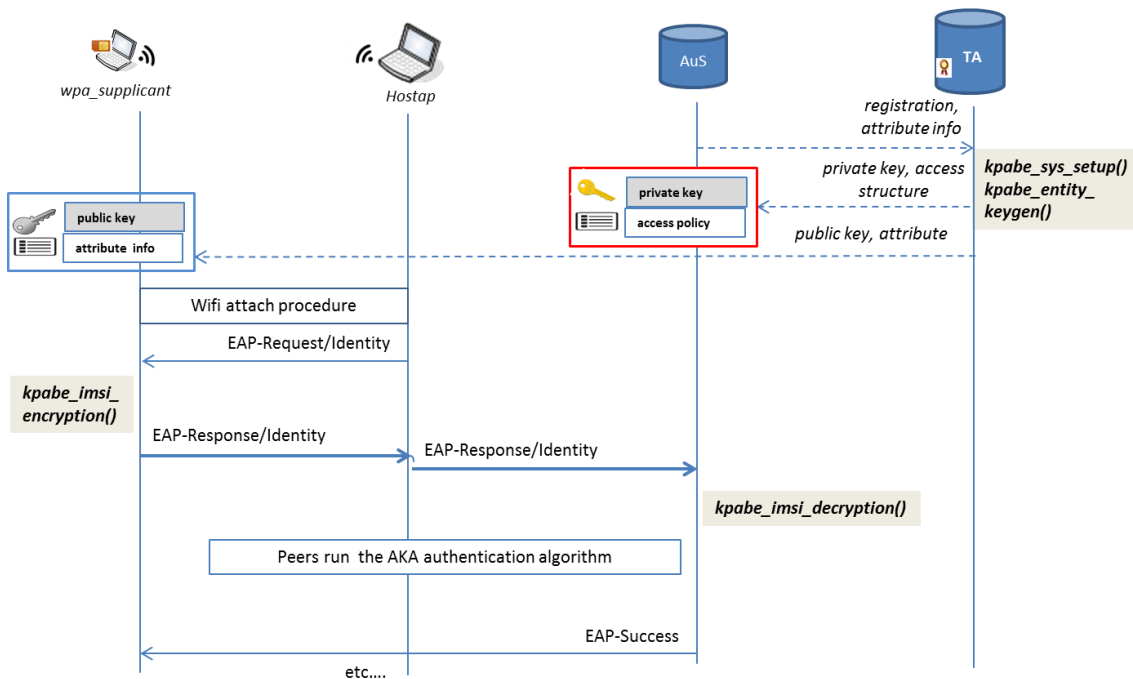 wpa_supplicant
Hostap
AuS
TA
registration,
attribute info
private key, access
structure
kpabe_sys_setup()
kpabe_entity_
keygen()
private key
access policy
public key
attribute info
public key, attribute
Wifi attach procedure
EAP-Request/Identity
kpabe_imsi_
encryption()
EAP-Response/Identity
EAP-Response/Identity
kpabe_imsi_decryption()
Peers run the AKA authentication algorithm
EAP-Success
etc....